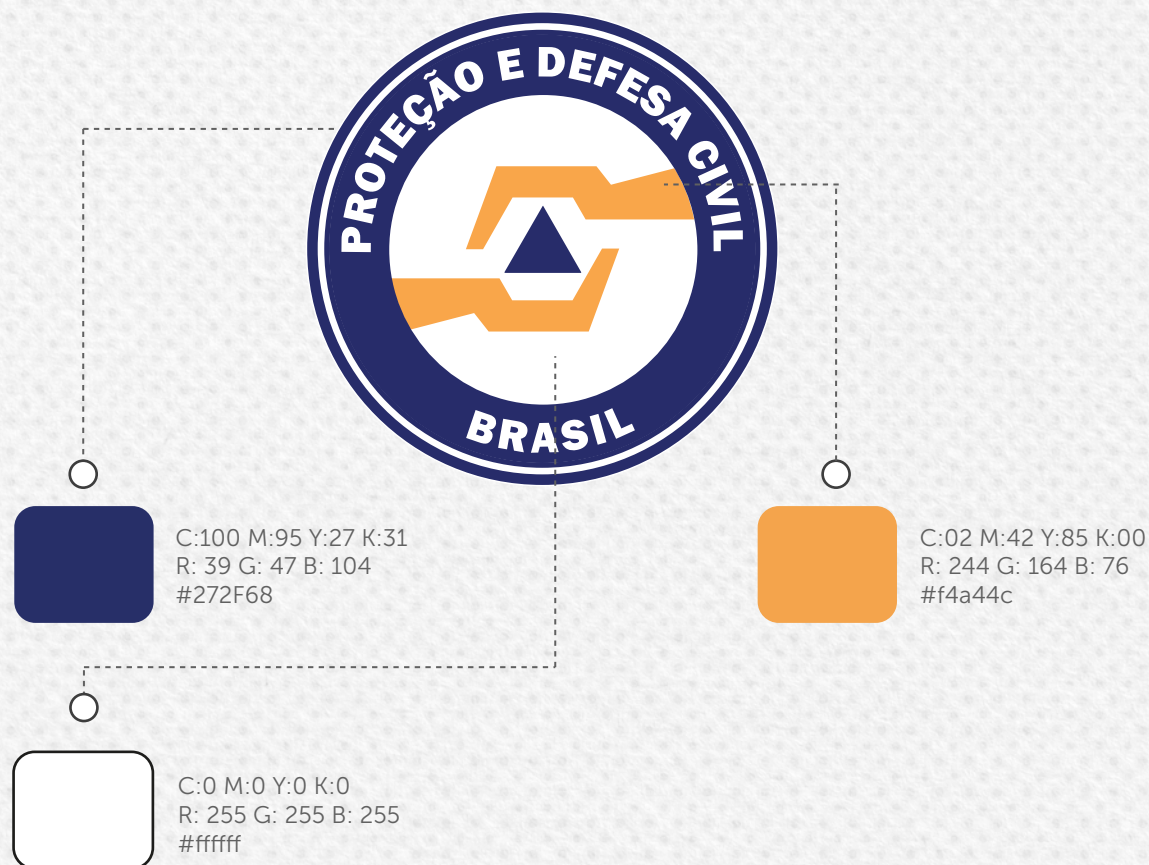 PROTEÇÃO E DEFESA CIVIL
BRASIL
C:100 M:95 Y:27 K:31
R: 39 G: 47 B: 104
#272F68
C:02 M:42 Y:85 K:00
R: 244 G: 164 B: 76
#f4a44c
C:0 M:0 Y:0 K:0
R: 255 G: 255 B: 255
#ffffff